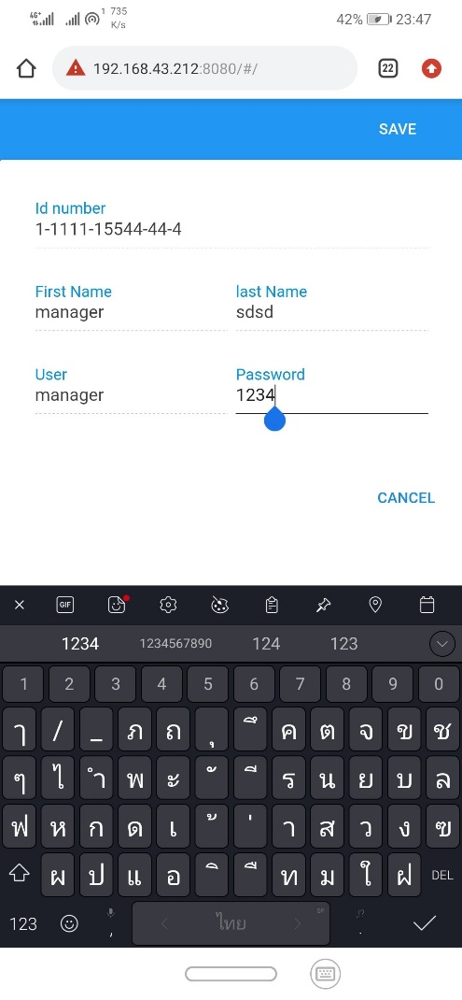 4G+ 1 735 K/s 42% 23:47
192.168.43.212:8080/#/ 22
SAVE
Id number
1-1111-15544-44-4
First Name last Name
manager sdsd
User Password
manager 1234
CANCEL
GIF
1234 1234567890 124 123
1 2 3 4 5 6 7 8 9 0
ๅ / _ ภ ถ ุ ึ ค ต จ ข ช
ๆ ไ ำ พ ะ ั ี ร น ย บ ล
ฟ ห ก ด เ ้ ่ า ส ว ง ฃ
ผ ป แ อ ิ ื ท ม ใ ฝ DEL
123 , ไทย SF ,!? .